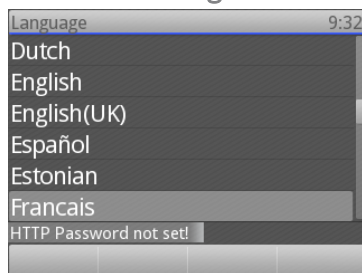 Language 9:32
Dutch
English
English(UK)
Español
Estonian
Francais
HTTP Password not set!